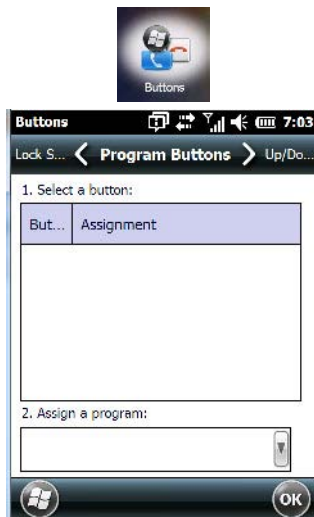 Buttons
Buttons 7:03
Lock S... Program Buttons Up/Do...
1. Select a button:
But... Assignment
2. Assign a program:
OK